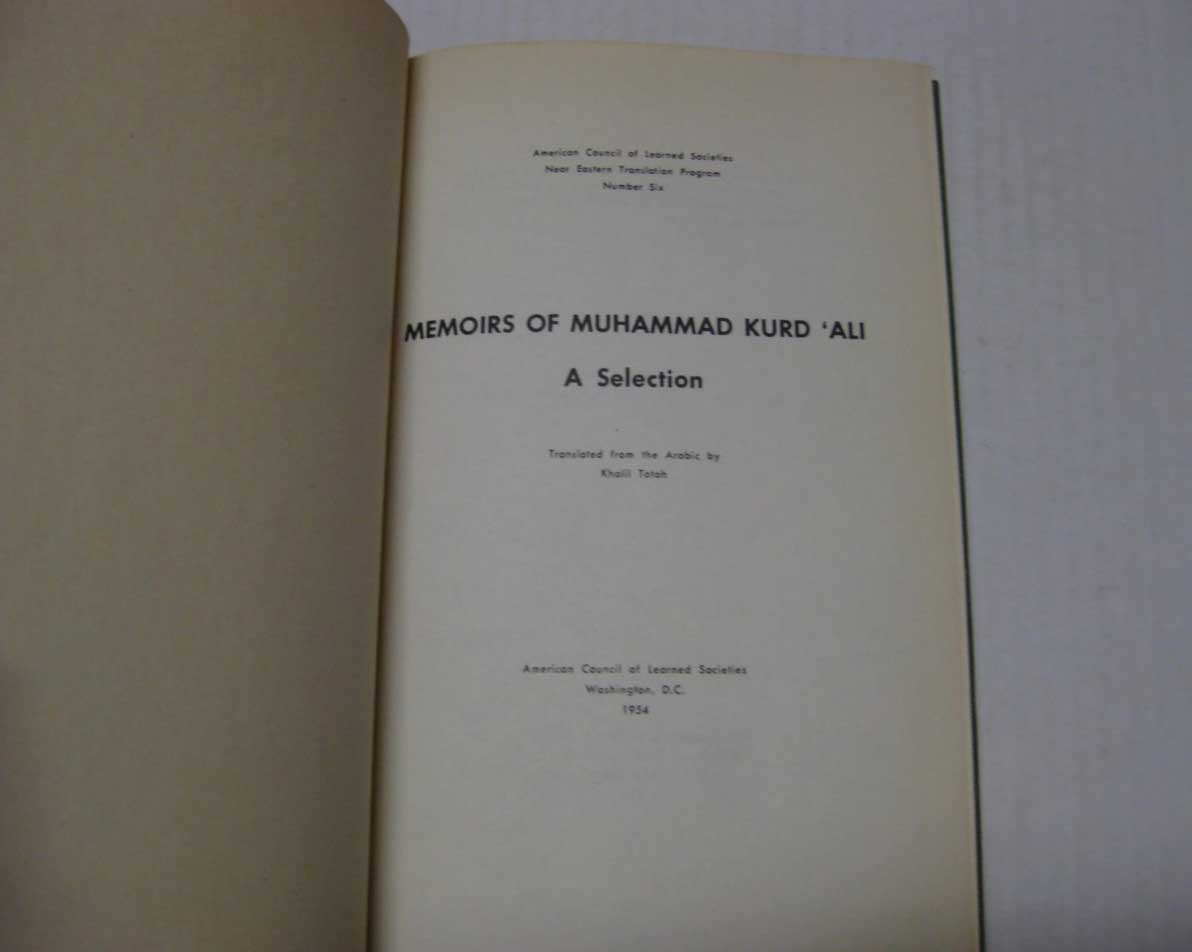 American Council of Learned Societies
Near Eastern Translation Program
Number Six
MEMOIRS OF MUHAMMAD KURD ‘ALI
A Selection
Translated from the Arabic by
Khalil Totah
American Council of Learned Societies
Washington, D.C.
1954